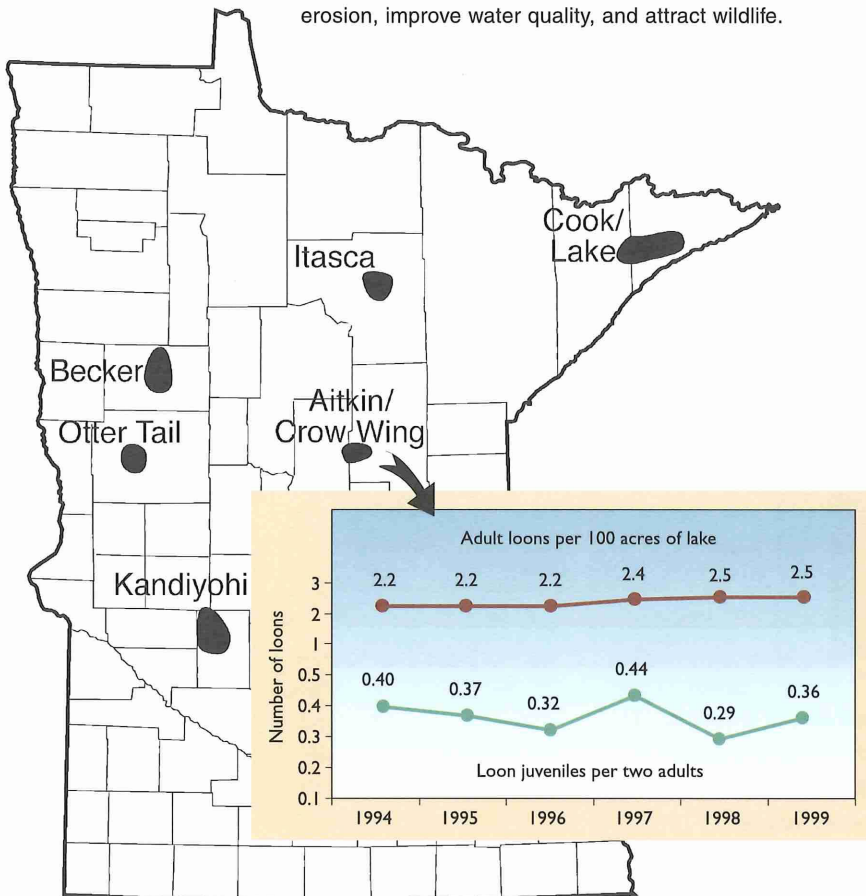 erosion, improve water quality, and attract wildlife.
Cook/
Lake
Itasca
Becker
Aitkin/
Crow Wing
Otter Tail
Kandiyohi
Adult loons per 100 acres of lake
Number of loons
3
2
1
0.5
0.4
0.3
0.2
0.1
2.2 2.2 2.2 2.4 2.5 2.5
0.40 0.37 0.32 0.44 0.29 0.36
Loon juveniles per two adults
1994 1995 1996 1997 1998 1999